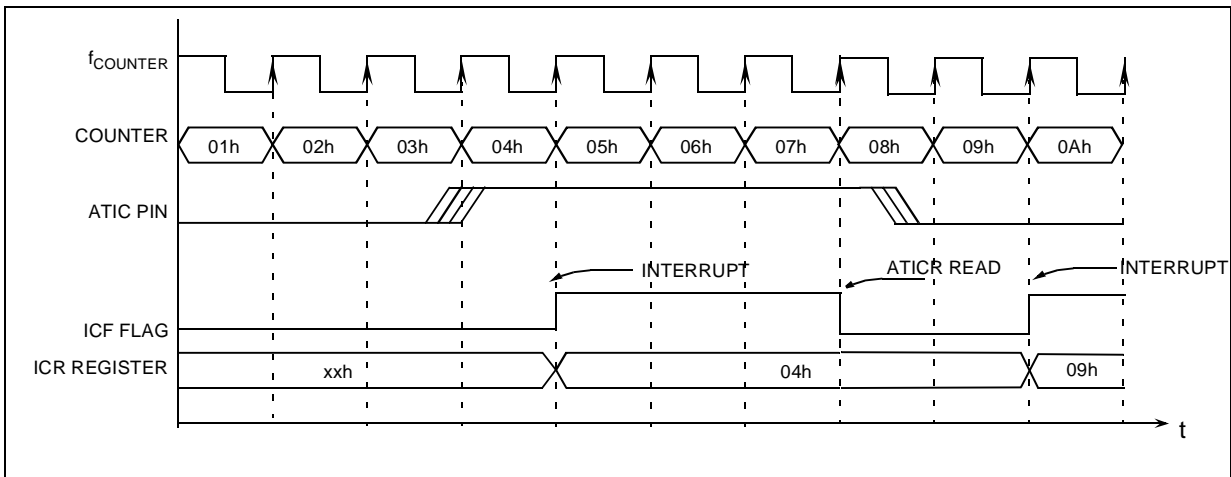 fCOUNTER
COUNTER 01h 02h 03h 04h 05h 06h 07h 08h 09h 0Ah
ATIC PIN
INTERRUPT ATICR READ INTERRUPT
ICF FLAG
ICR REGISTER xxh 04h 09h
t